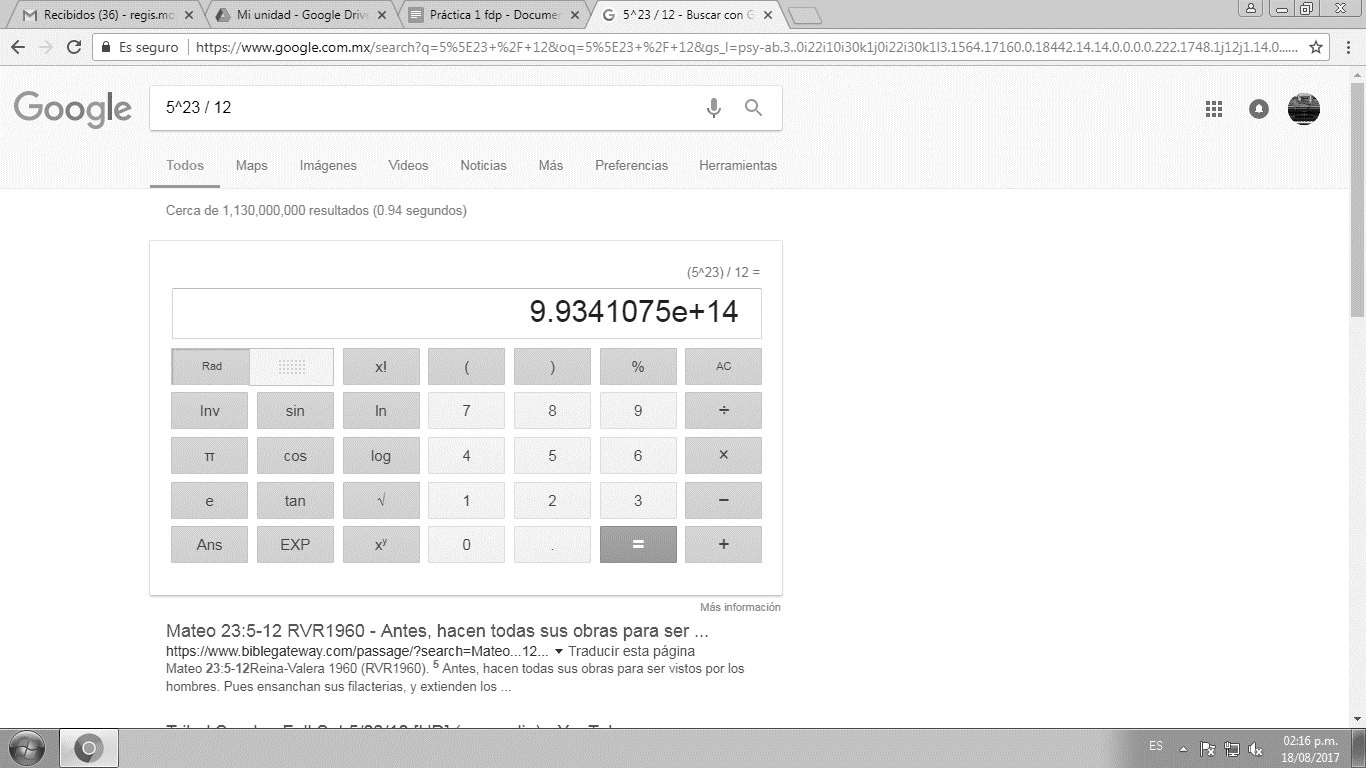 Recibidos (36) - regis.mo
Mi unidad - Google Drive
Práctica 1 fdp - Documen
5^23 / 12 - Buscar con G
Es seguro
https://www.google.com.mx/search?q=5%5E23+%2F+12&oq=5%5E23+%2F+12&gs_l=psy-ab.3..0i22i10i30k1j0i22i30k1l3.1564.17160.0.18442.14.14.0.0.0.0.222.1748.1j12j1.14.0......
Google
5^23 / 12
Todos
Maps
Imágenes
Videos
Noticias
Más
Preferencias
Herramientas
Cerca de 1,130,000,000 resultados (0.94 segundos)
(5^23) / 12 =
9.9341075e+14
Rad
x!
(
)
%
AC
Inv
sin
ln
7
8
9
÷
π
cos
log
4
5
6
×
e
tan
√
1
2
3
−
Ans
EXP
xʸ
0
.
=
+
Más información
Mateo 23:5-12 RVR1960 - Antes, hacen todas sus obras para ser ...
https://www.biblegateway.com/passage/?search=Mateo...12... Traducir esta página
Mateo 23:5-12Reina-Valera 1960 (RVR1960). 5 Antes, hacen todas sus obras para ser vistos por los
hombres. Pues ensanchan sus filacterias, y extienden los ...
ES
02:16 p.m.
18/08/2017